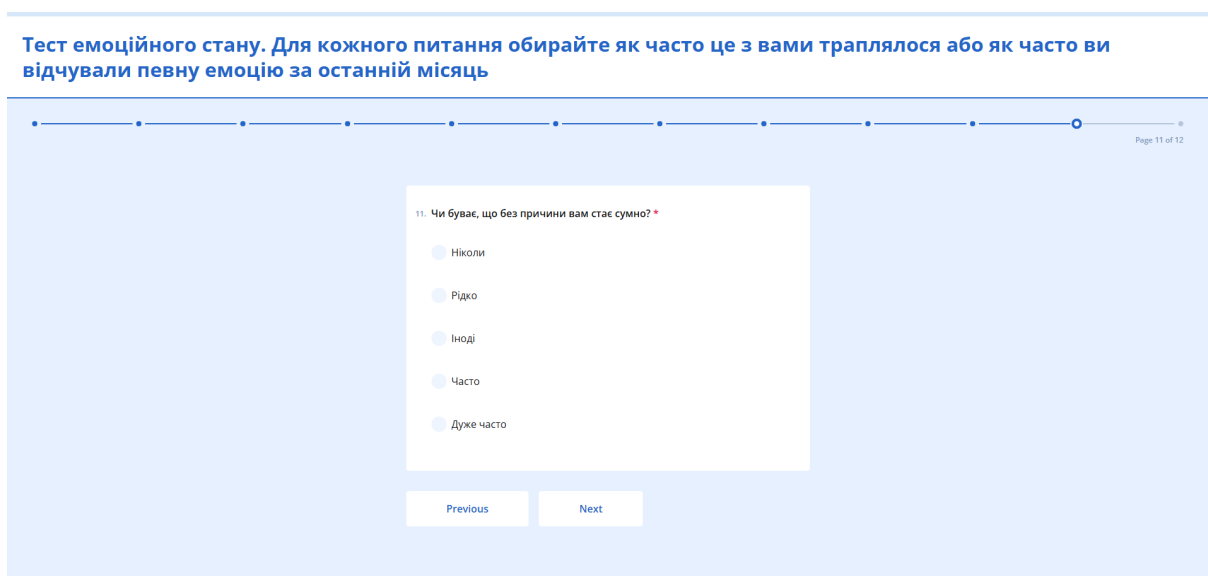 Тест емоційного стану. Для кожного питання обирайте як часто це з вами траплялося або як часто ви
відчували певну емоцію за останній місяць
Page 11 of 12
11. Чи буває, що без причини вам стає сумно? *
Ніколи
Рідко
Іноді
Часто
Дуже часто
Previous Next